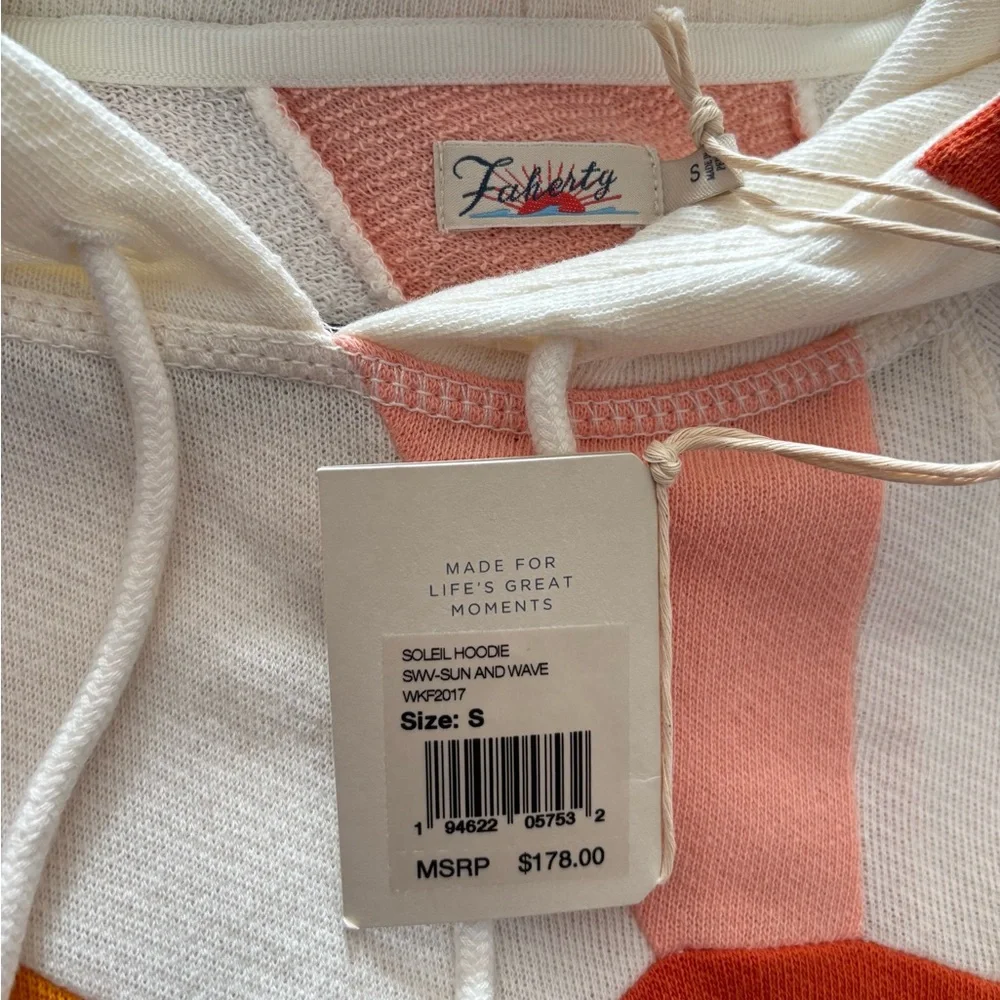 Faherty
S
MADE FOR
LIFE'S GREAT
MOMENTS
SOLEIL HOODIE
SWV-SUN AND WAVE
WKF2017
Size: S
1 94622 05753 2
MSRP $178.00